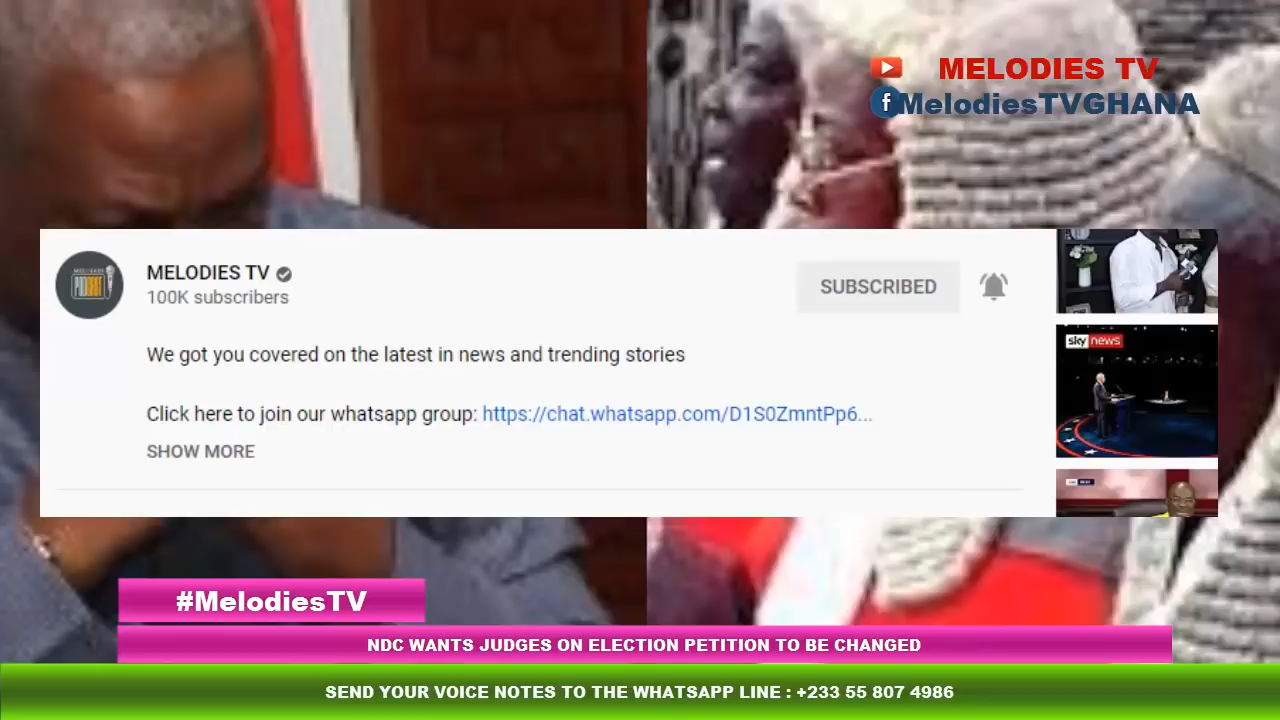 MELODIES TV
f MelodiesTVGHANA
MELODIES TV
100K subscribers
SUBSCRIBED
We got you covered on the latest in news and trending stories
Click here to join our whatsapp group: https://chat.whatsapp.com/D1S0ZmntPp6...
SHOW MORE
sky news
#MelodiesTV
NDC WANTS JUDGES ON ELECTION PETITION TO BE CHANGED
SEND YOUR VOICE NOTES TO THE WHATSAPP LINE : +233 55 807 4986